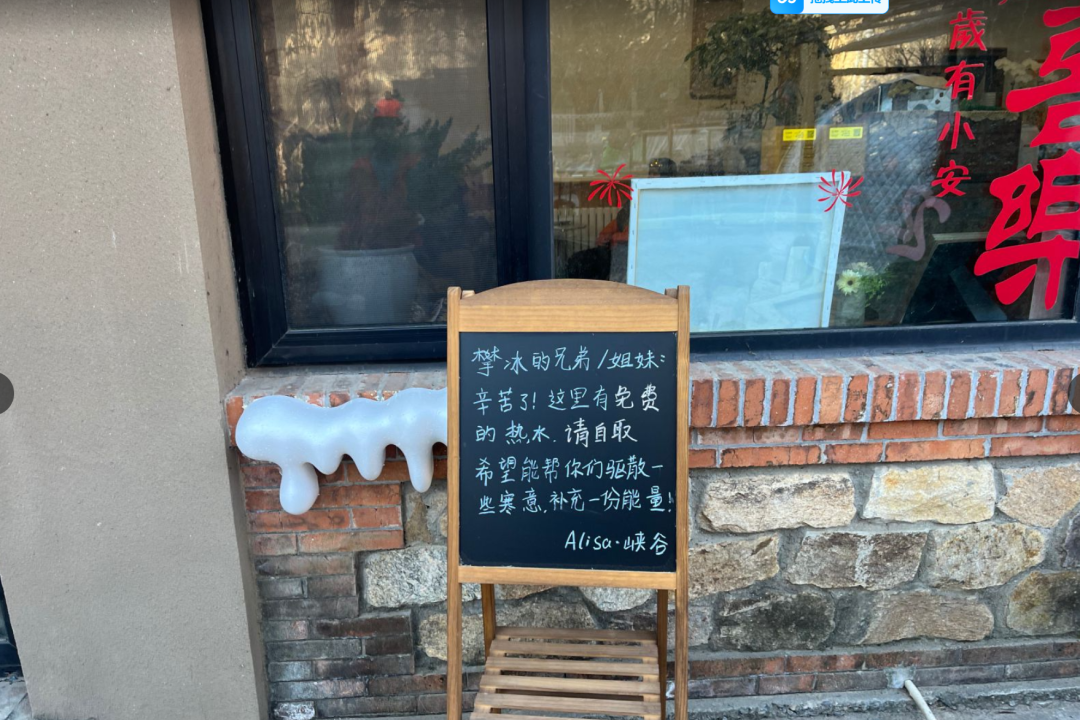 攀冰的兄弟/姐妹:
辛苦了!这里有免费
的热水.请自取
希望能帮你们驱散一
些寒意,补充一份能量!
Alisa·峡谷
歲有小安